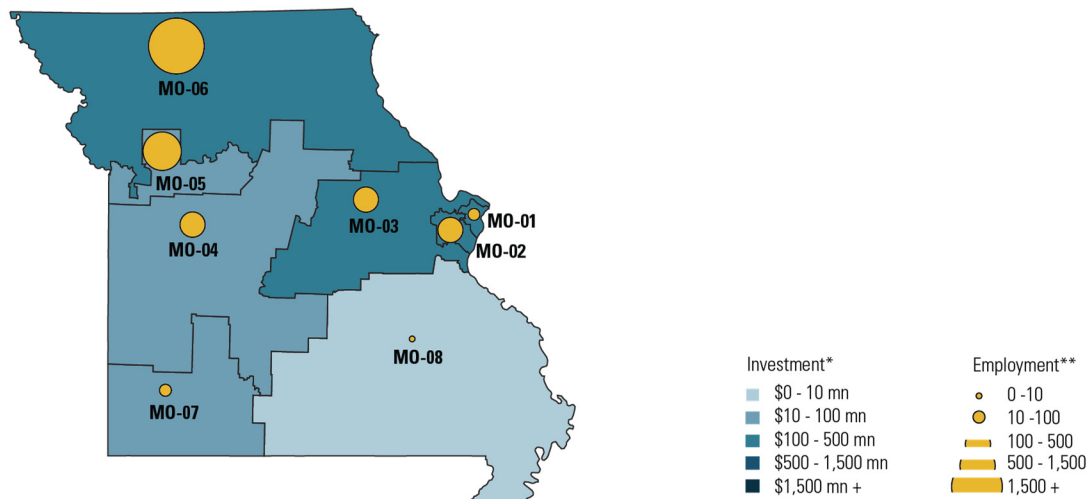 MO-06
MO-05
MO-04
MO-03
MO-01
MO-02
MO-08
MO-07
Investment*
$0 - 10 mn
$10 - 100 mn
$100 - 500 mn
$500 - 1,500 mn
$1,500 mn +
Employment**
0 -10
10 -100
100 - 500
500 - 1,500
1,500 +